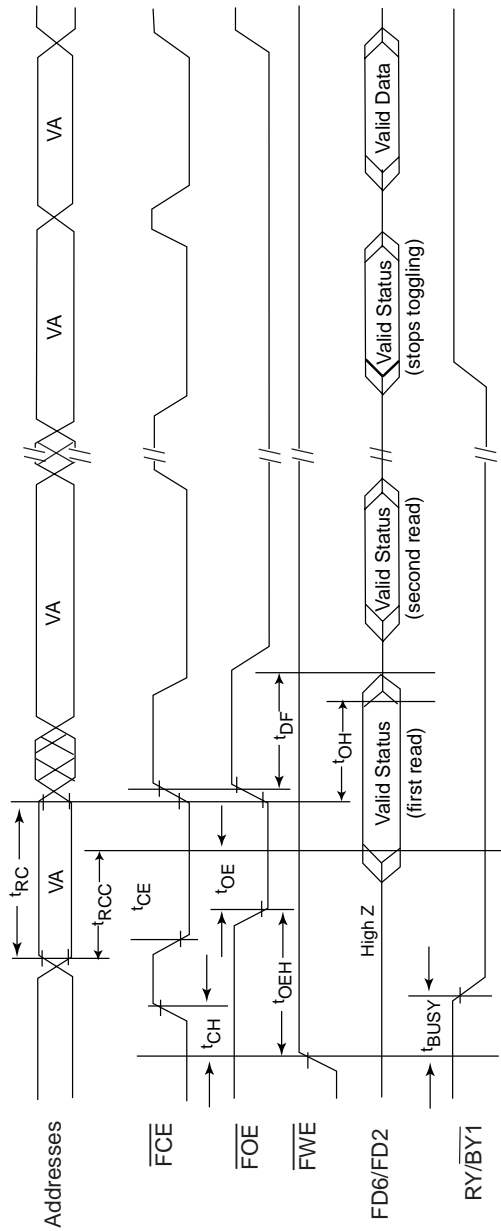 Addresses
VA
VA
VA
VA
tRC
tRCC
FCE
tCH
tCE
FOE
tOEH
tOE
tDF
FWE
tOH
FD6/FD2
High Z
Valid Status
(first read)
Valid Status
(second read)
Valid Status
(stops toggling)
Valid Data
RY/BY1
tBUSY